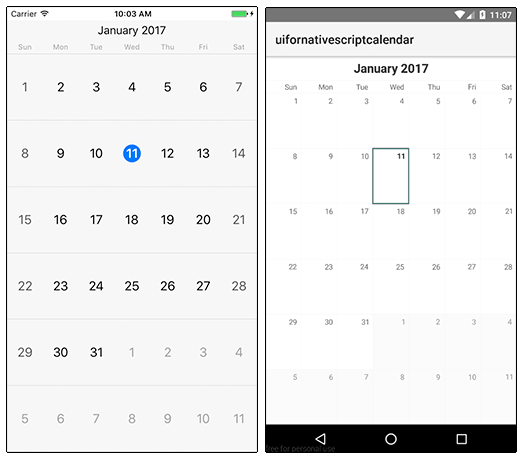 Carrier 10:03 AM
January 2017
Sun Mon Tue Wed Thu Fri Sat
1 2 3 4 5 6 7
8 9 10 11 12 13 14
15 16 17 18 19 20 21
22 23 24 25 26 27 28
29 30 31 1 2 3 4
5 6 7 8 9 10 11
11:07
uifornativescriptcalendar
January 2017
Sun Mon Tue Wed Thu Fri Sat
1 2 3 4 5 6 7
8 9 10 11 12 13 14
15 16 17 18 19 20 21
22 23 24 25 26 27 28
29 30 31 1 2 3 4
5 6 7 8 9 10 11
free for personal use